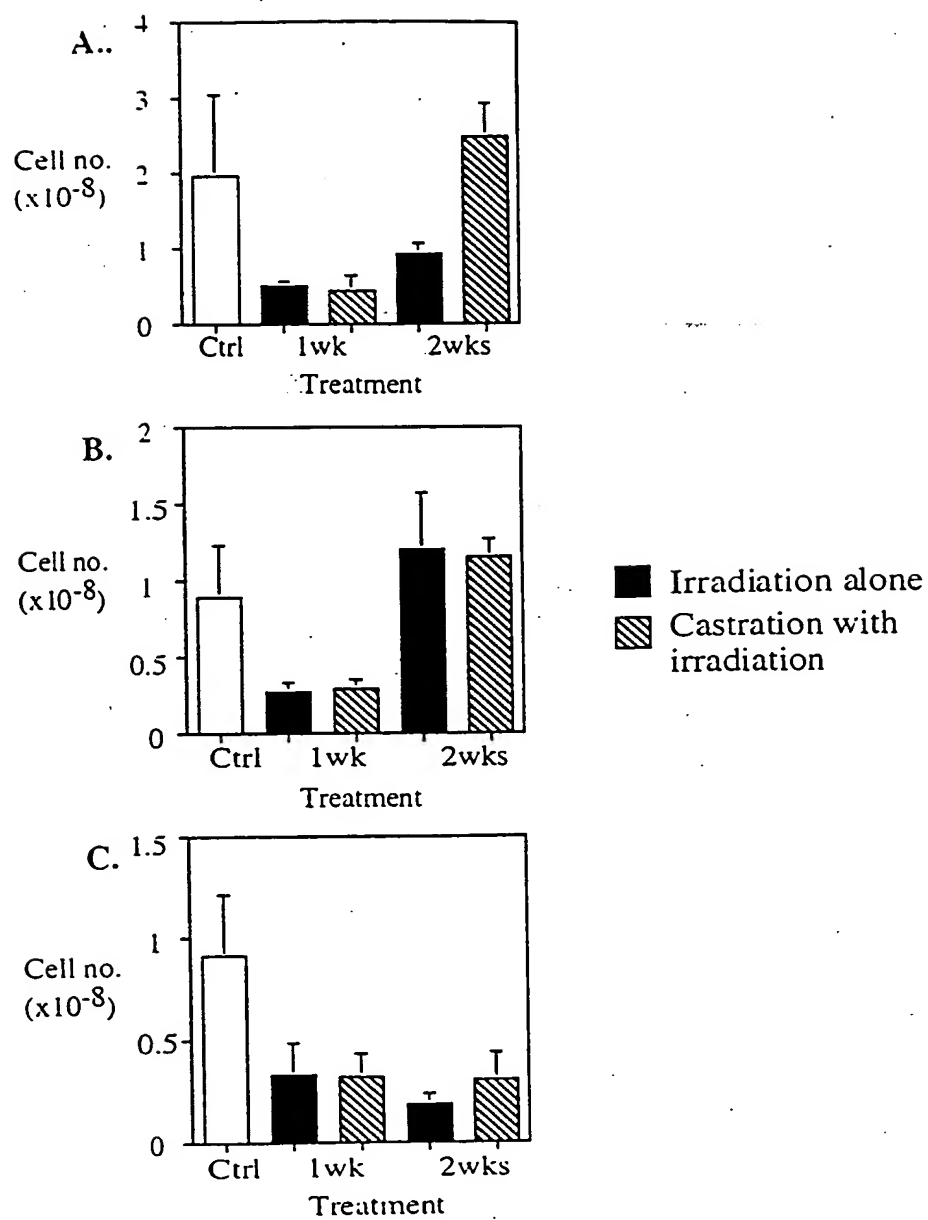 A..
4
3
2
1
0
Cell no.
(x10-8)
Ctrl 1wk 2wks
Treatment
B.
2
1.5
1
0.5
0
Cell no.
(x10-8)
Ctrl 1wk 2wks
Treatment
Irradiation alone
Castration with
irradiation
C.
1.5
1
0.5
0
Cell no.
(x10-8)
Ctrl 1wk 2wks
Treatment